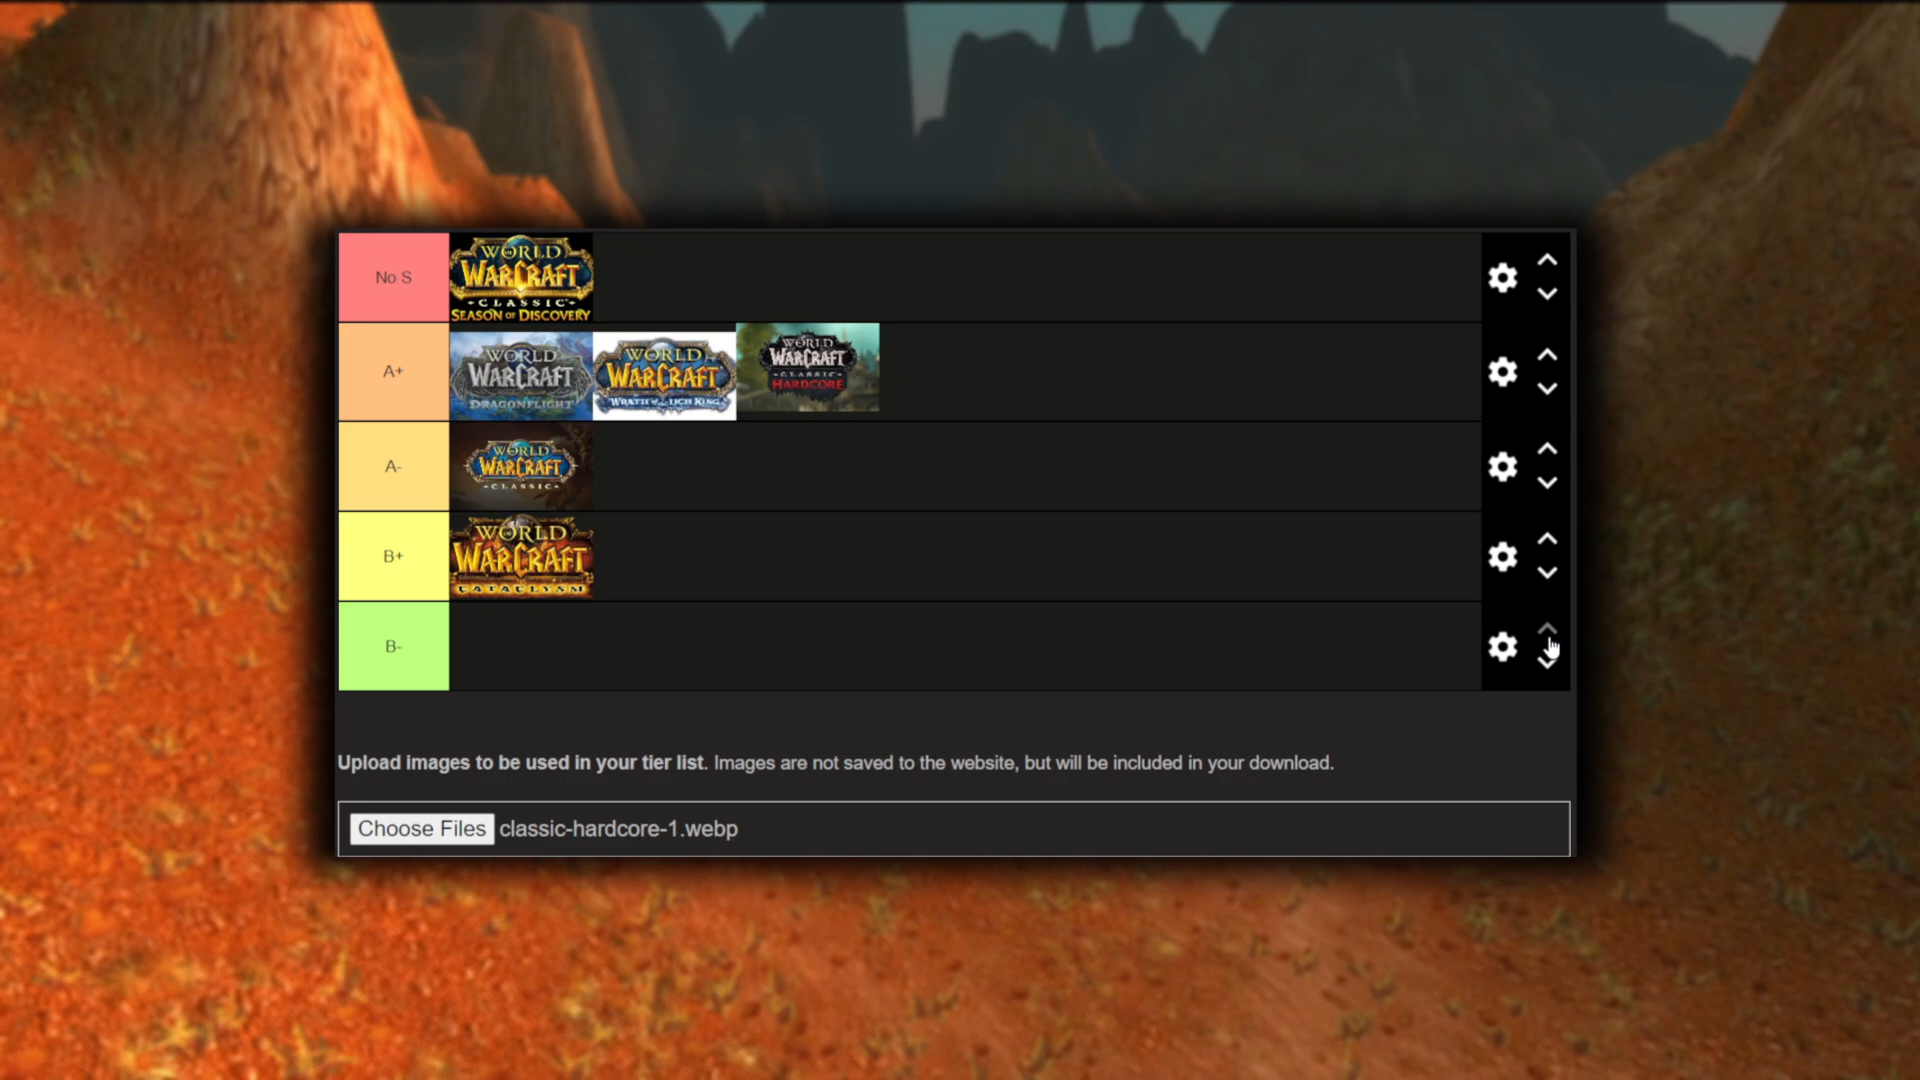 No S
WORLD
OF
WARCRAFT
CLASSIC
SEASON OF DISCOVERY
A+
WORLD
WARCRAFT
DRAGONFLIGHT
WORLD
WARCRAFT
WRATH of the LICH KING
WORLD
WARCRAFT
CLASSIC
HARDCORE
A-
WORLD
WARCRAFT
CLASSIC
B+
WORLD
OF
WARCRAFT
CATACLYSM
B-
Upload images to be used in your tier list. Images are not saved to the website, but will be included in your download.
Choose Files classic-hardcore-1.webp